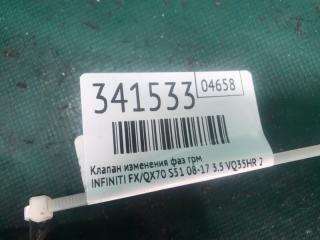 341533 04658
Клапан изменения фаз грм
INFINITI FX/QX70 S51 08-17 3.5 VQ35HR 2